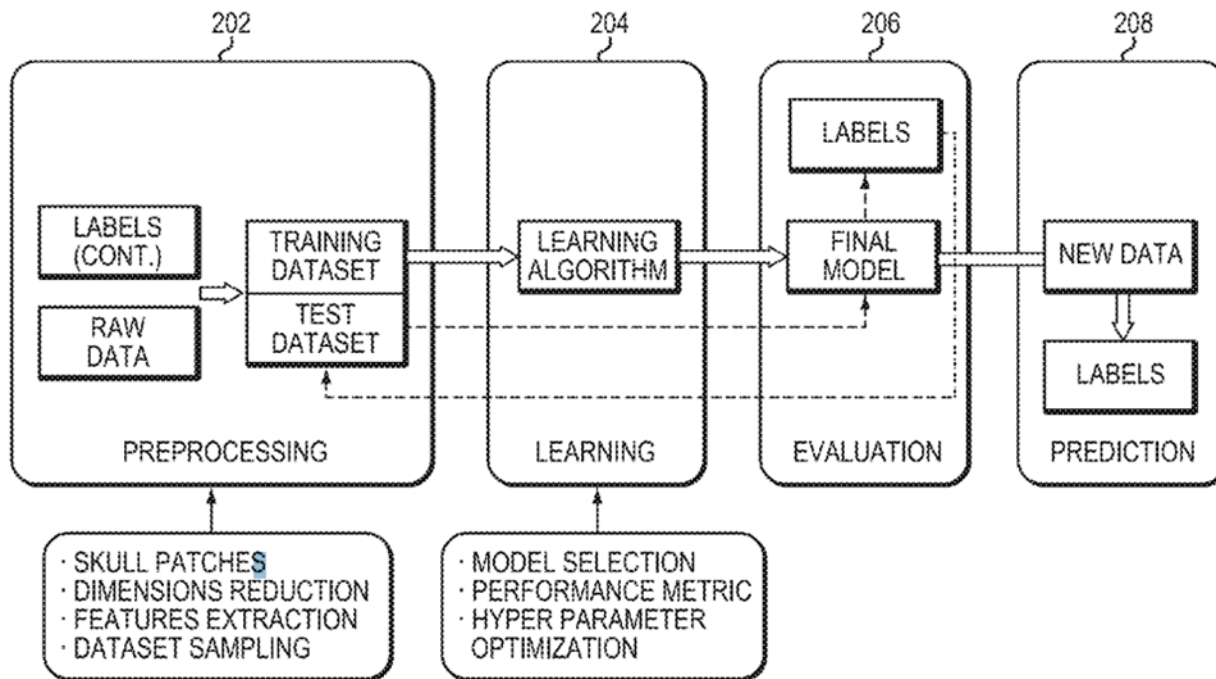 202
204
206
208
LABELS
(CONT.)
RAW
DATA
TRAINING
DATASET
TEST
DATASET
PREPROCESSING
LEARNING
ALGORITHM
LEARNING
LABELS
FINAL
MODEL
EVALUATION
NEW DATA
LABELS
PREDICTION
· SKULL PATCHES
· DIMENSIONS REDUCTION
· FEATURES EXTRACTION
· DATASET SAMPLING
· MODEL SELECTION
· PERFORMANCE METRIC
· HYPER PARAMETER
OPTIMIZATION